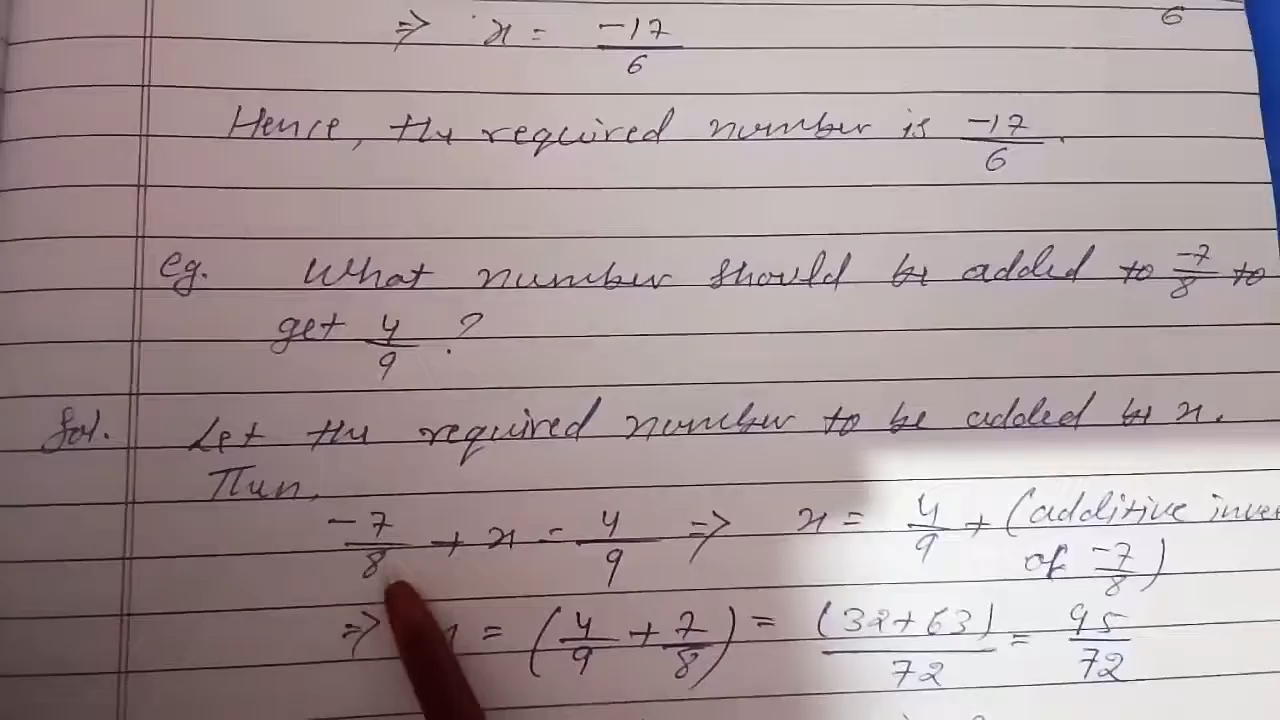 6
⇒ x = -17/6
Hence, the required number is -17/6.
eg. What number should be added to -7/8 to
get 4/9 ?
Sol. Let the required number to be added be x.
Then,
-7/8 + x = 4/9 ⇒ x = 4/9 + (additive inver
of -7/8)
⇒ = (4/9 + 7/8) = (32+63)/72 = 95/72